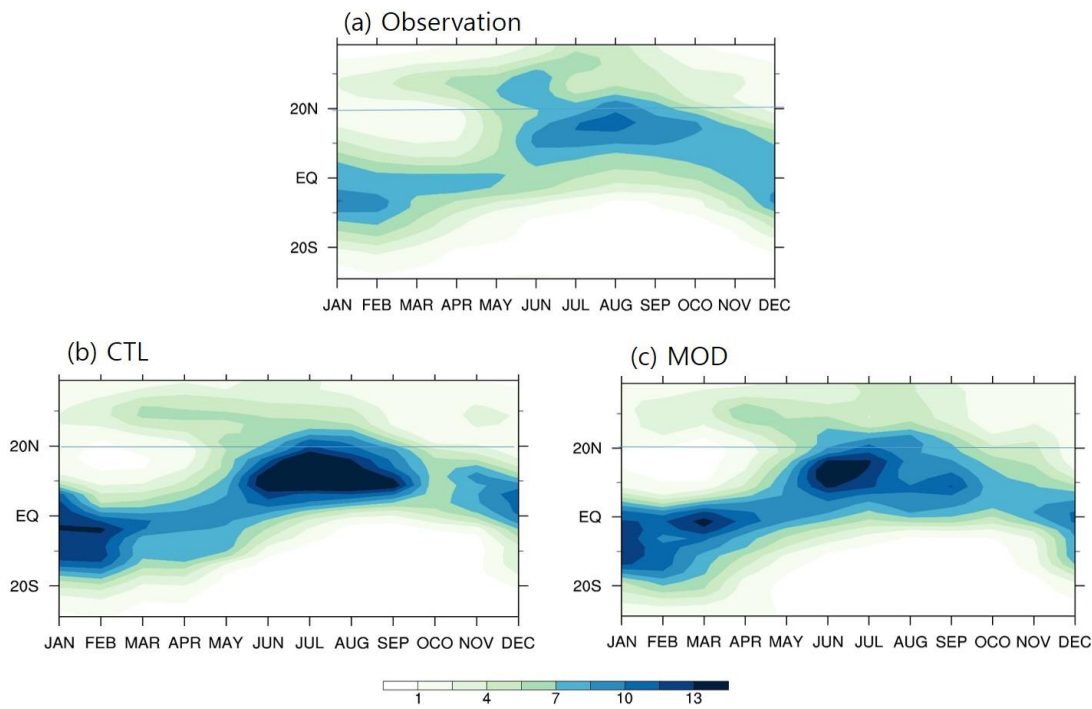 (a) Observation
20N
EQ
20S
JAN FEB MAR APR MAY JUN JUL AUG SEP OCO NOV DEC
(b) CTL
20N
EQ
20S
JAN FEB MAR APR MAY JUN JUL AUG SEP OCO NOV DEC
(c) MOD
20N
EQ
20S
JAN FEB MAR APR MAY JUN JUL AUG SEP OCO NOV DEC
1 4 7 10 13